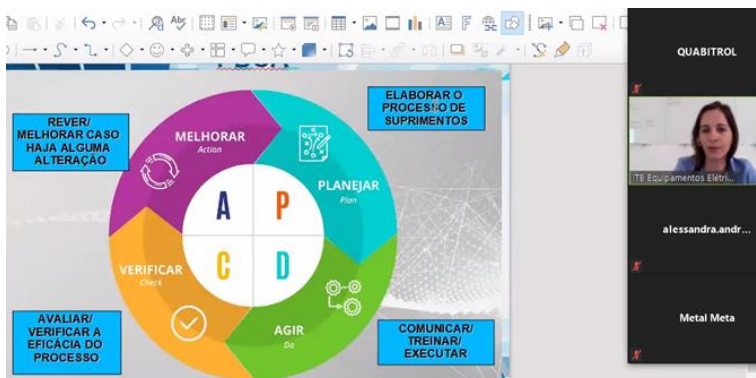 REVER/
MELHORAR CASO
HAJA ALGUMA
ALTERAÇÃO
ELABORAR O
PROCESSO DE
SUPRIMENTOS
MELHORAR
Action
PLANEJAR
Plan
A P
C D
VERIFICAR
Check
AGIR
Do
AVALIAR/
VERIFICAR A
EFICÁCIA DO
PROCESSO
COMUNICAR/
TREINAR/
EXECUTAR
QUABITROL
ITB Equipamentos Elétri...
alessandra.andr...
Metal Meta